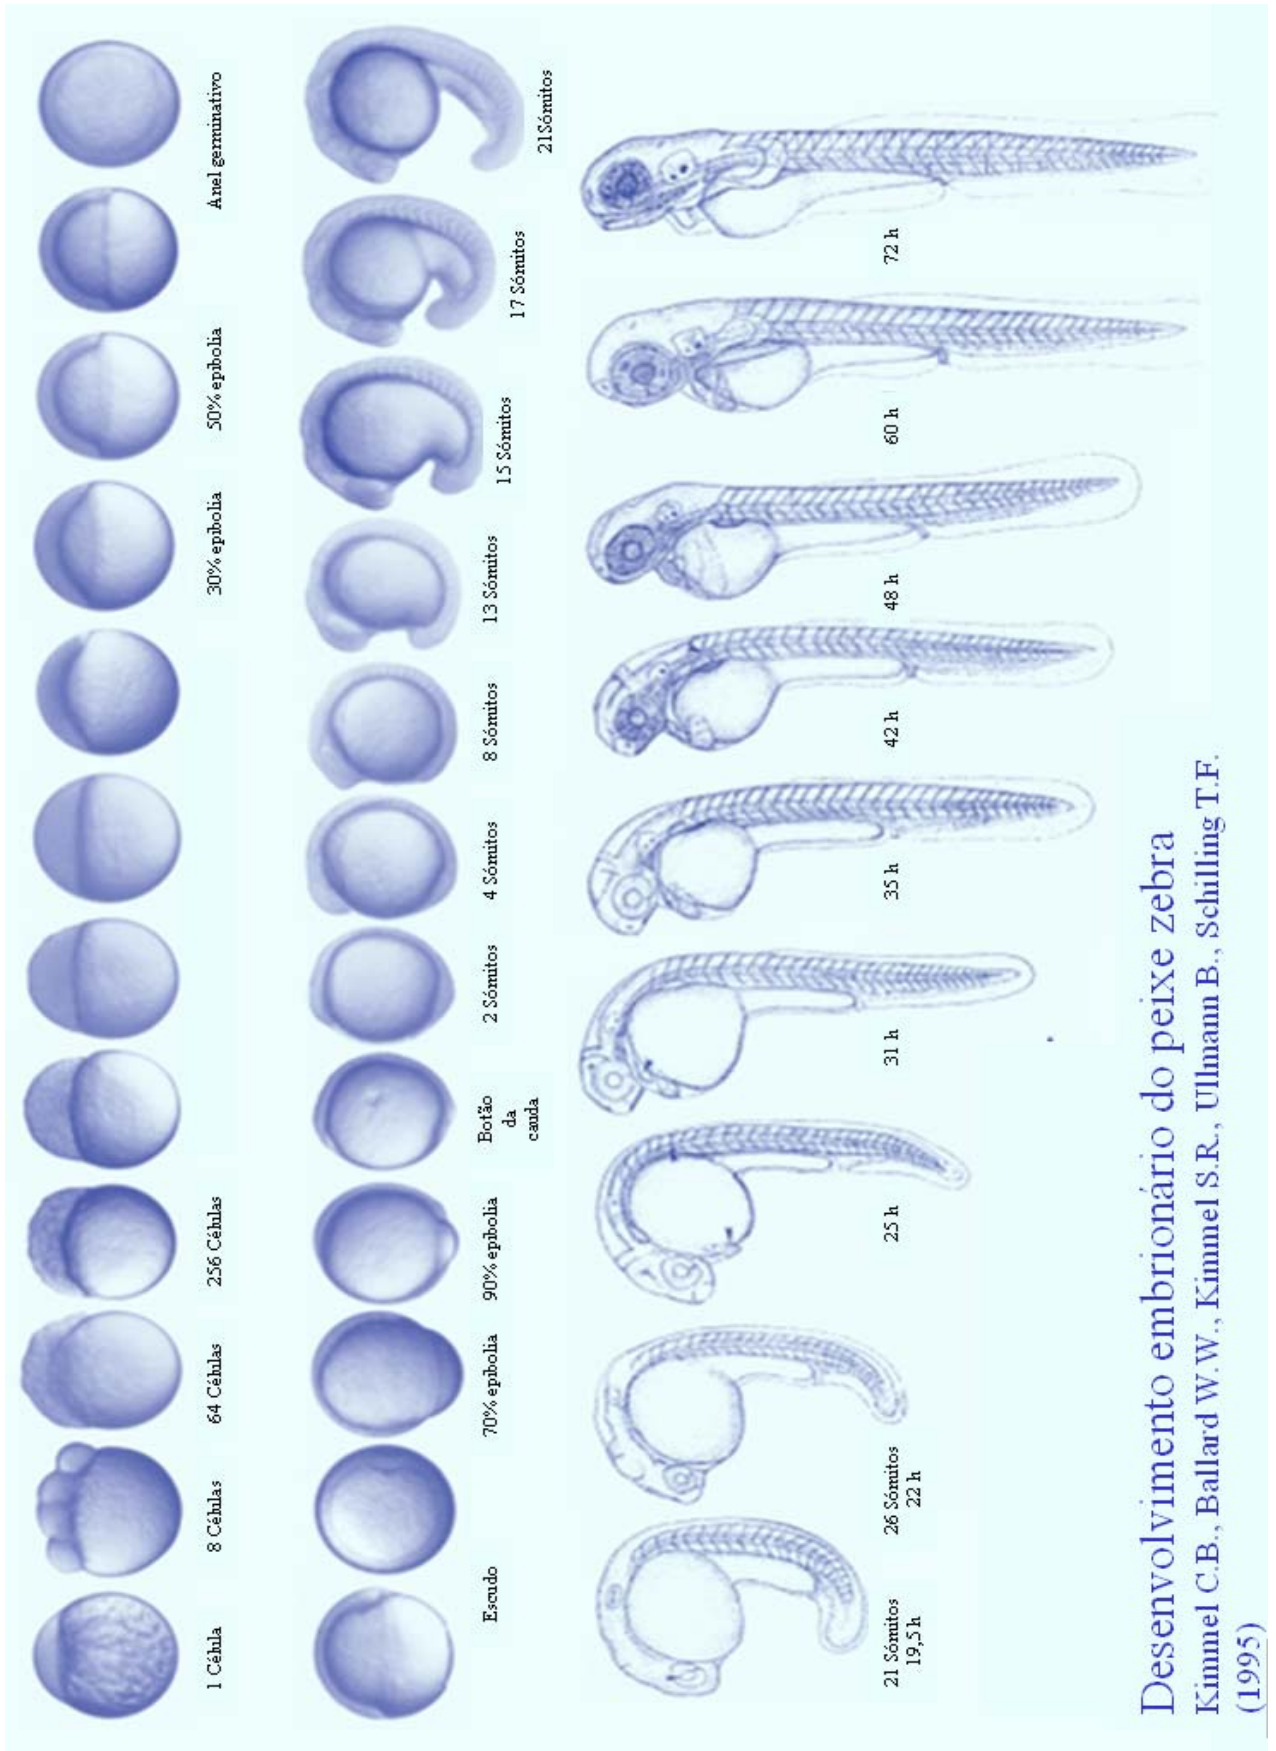 1 Célula
8 Células
64 Células
256 Células
30% epibolia
50% epibolia
Anel germinativo
Escudo
70% epibolia
90% epibolia
Botão
da
cauda
2 Sómitos
4 Sómitos
8 Sómitos
13 Sómitos
15 Sómitos
17 Sómitos
21Sómitos
21 Sómitos
19,5 h
26 Sómitos
22 h
25 h
31 h
35 h
42 h
48 h
60 h
72 h
Desenvolvimento embrionário do peixe zebra
Kimmel C.B., Ballard W.W., Kimmel S.R., Ullmann B., Schilling T.F.
(1995)